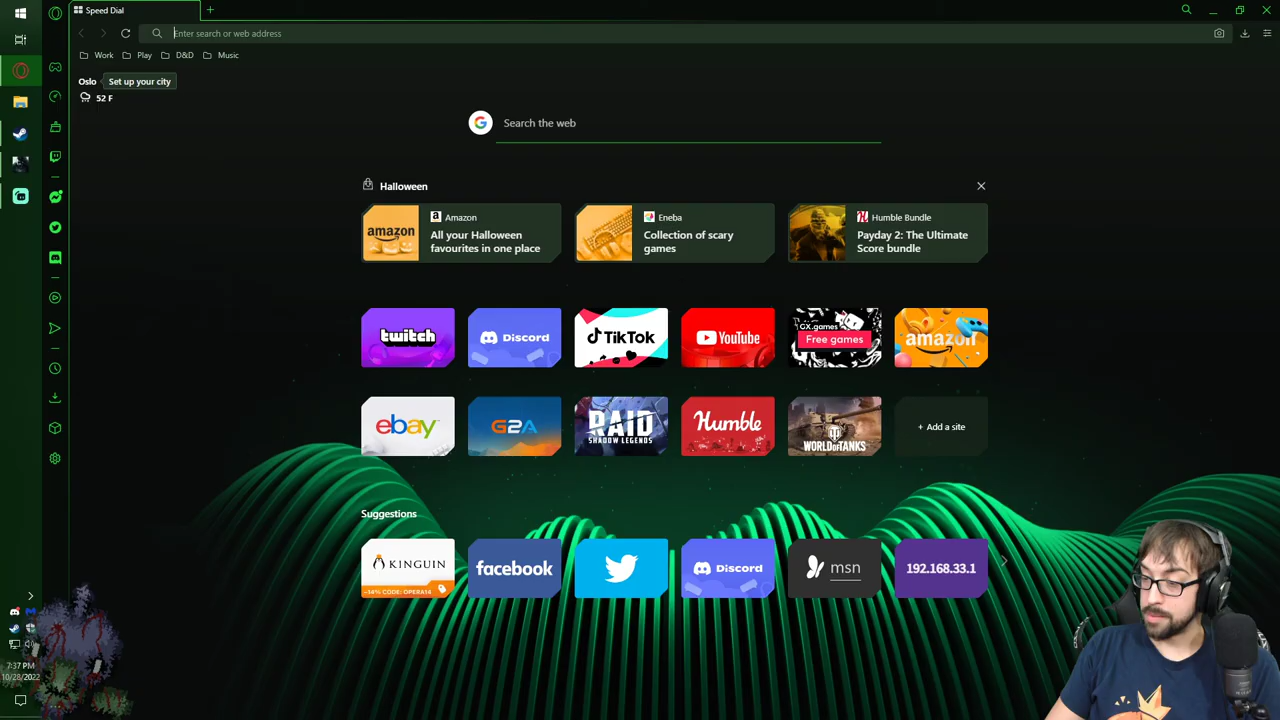 Speed Dial
Enter search or web address
Work
Play
D&D
Music
Oslo
Set up your city
52 F
Search the web
Halloween
amazon
Amazon
All your Halloween
favourites in one place
Eneba
Collection of scary
games
Humble Bundle
Payday 2: The Ultimate
Score bundle
twitch
Discord
TikTok
YouTube
GX.games
Free games
amazon
ebay
G2A
RAID
SHADOW LEGENDS
Humble
WORLD OF TANKS
+ Add a site
Suggestions
KINGUIN
-14% CODE: OPERA14
facebook
Discord
msn
192.168.33.1
7:37 PM
10/28/2022